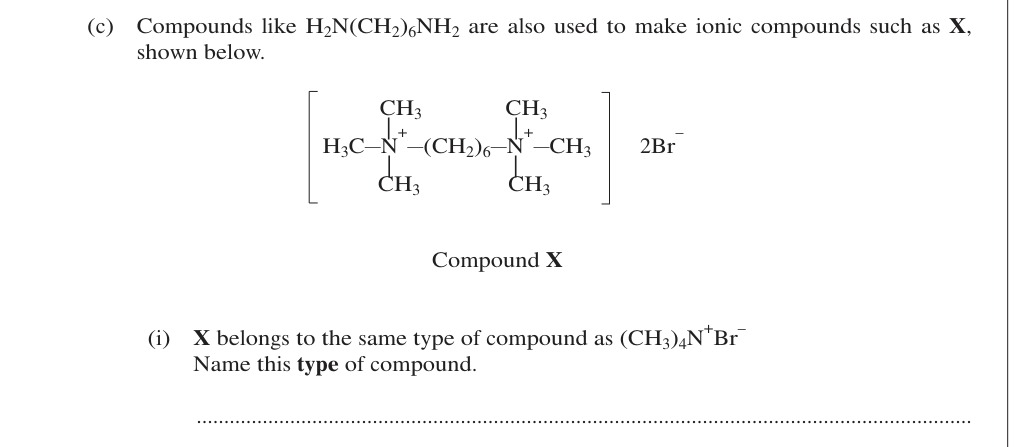 (c) Compounds like H₂N(CH₂)₆NH₂ are also used to make ionic compounds such as X,
shown below.
CH₃ CH₃
H₃C–N⁺–(CH₂)₆–N⁺–CH₃ 2Br⁻
CH₃ CH₃
Compound X
(i) X belongs to the same type of compound as (CH₃)₄N⁺Br⁻
Name this type of compound.